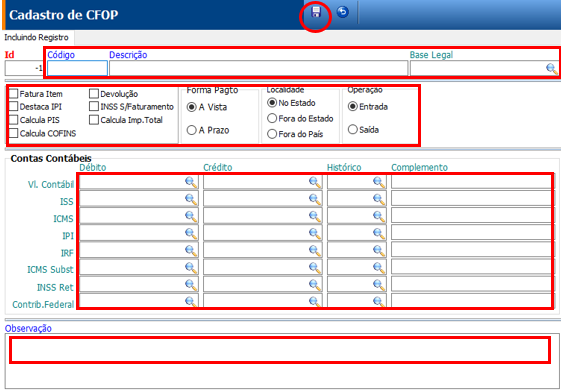 Cadastro de CFOP
Incluindo Registro
Id Código Descrição Base Legal
-1
Fatura Item Devolução Forma Pagto Localidade Operação
Destaca IPI INSS S/Faturamento A Vista No Estado Entrada
Calcula PIS Calcula Imp.Total Fora do Estado
Calcula COFINS A Prazo Fora do País Saída
Contas Contábeis
Débito Crédito Histórico Complemento
Vl. Contábil
ISS
ICMS
IPI
IRF
ICMS Subst
INSS Ret
Contrib.Federal
Observação